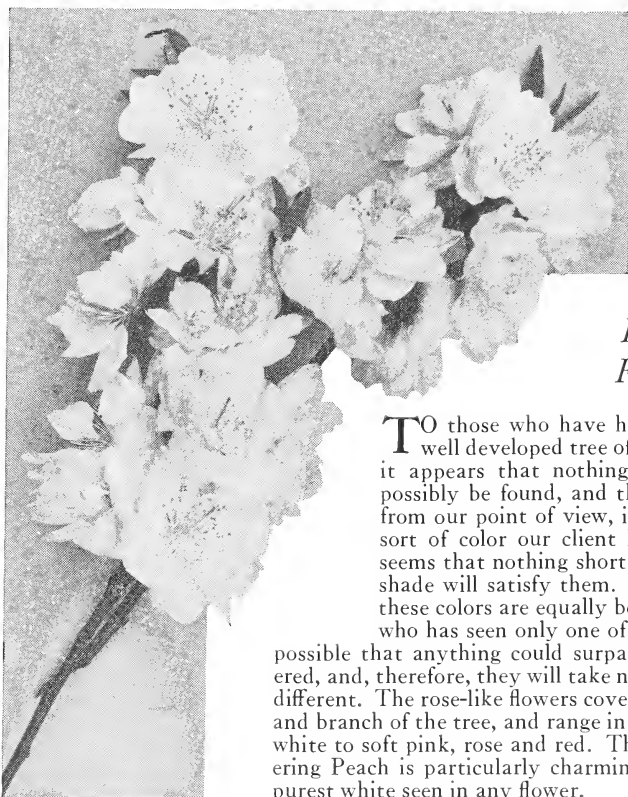 TO those who have h
well developed tree of
it appears that nothing
possibly be found, and th
from our point of view, i
sort of color our client
seems that nothing short
shade will satisfy them.
these colors are equally b
who has seen only one of
possible that anything could surpa
ered, and, therefore, they will take n
different. The rose-like flowers cove
and branch of the tree, and range in
white to soft pink, rose and red. Th
ering Peach is particularly charmin
purest white seen in any flower.